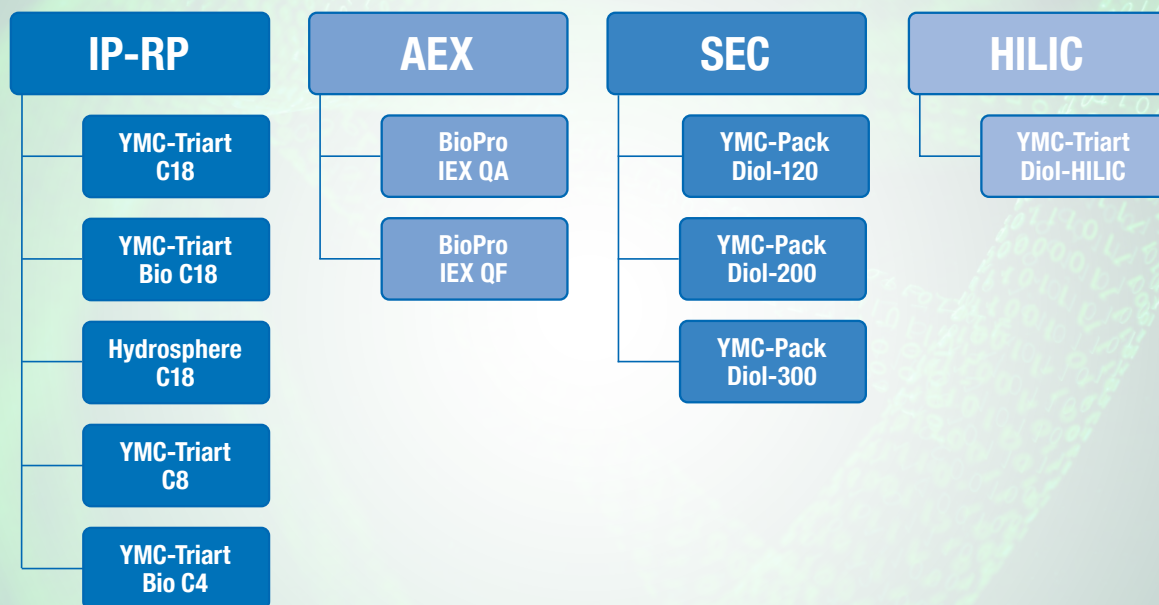 IP-RP
YMC-Triart
C18
YMC-Triart
Bio C18
Hydrosphere
C18
YMC-Triart
C8
YMC-Triart
Bio C4
AEX
BioPro
IEX QA
BioPro
IEX QF
SEC
YMC-Pack
Diol-120
YMC-Pack
Diol-200
YMC-Pack
Diol-300
HILIC
YMC-Triart
Diol-HILIC